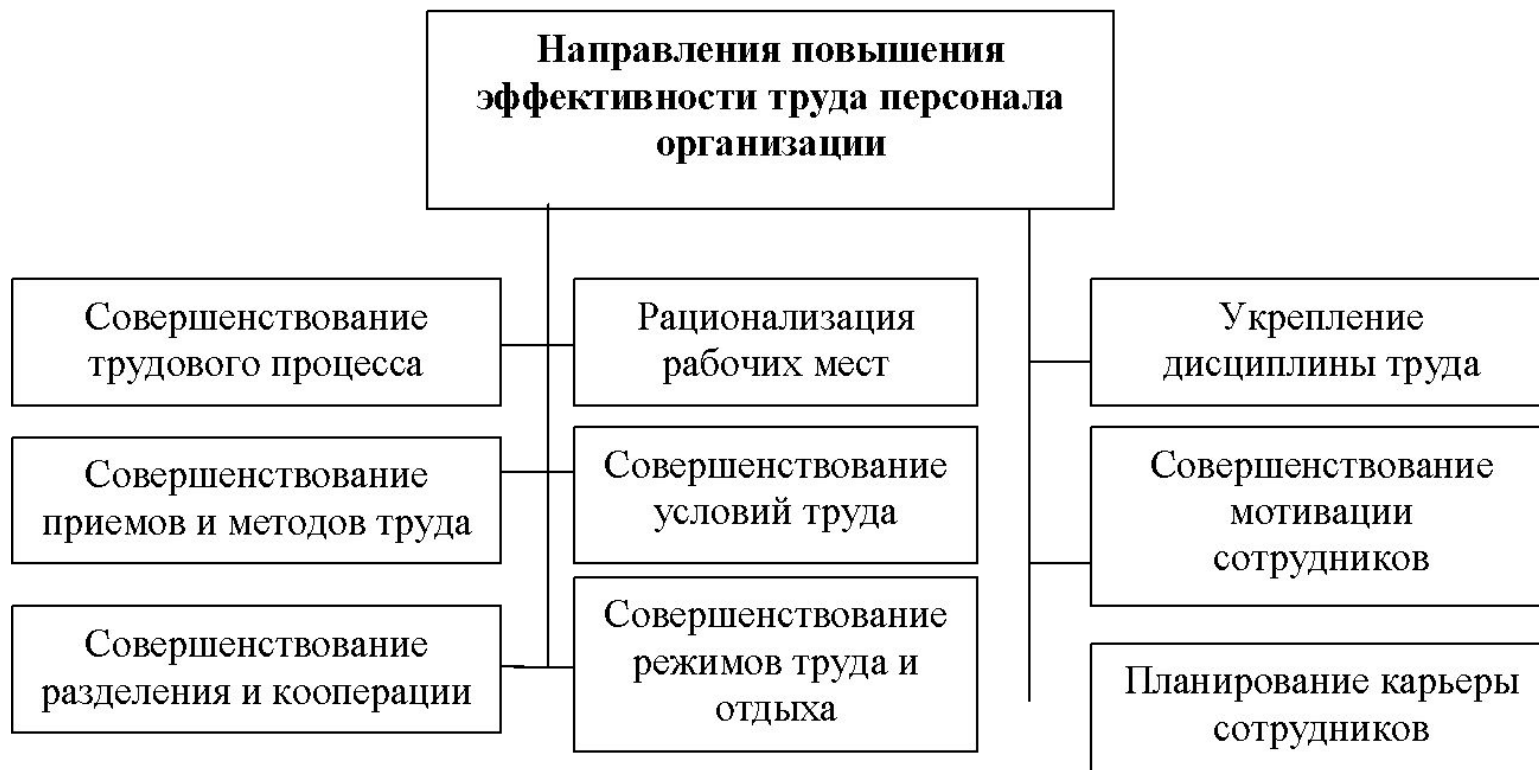 Направления повышения
эффективности труда персонала
организации
Совершенствование
трудового процесса
Рационализация
рабочих мест
Укрепление
дисциплины труда
Совершенствование
приемов и методов труда
Совершенствование
условий труда
Совершенствование
мотивации
сотрудников
Совершенствование
разделения и кооперации
Совершенствование
режимов труда и
отдыха
Планирование карьеры
сотрудников